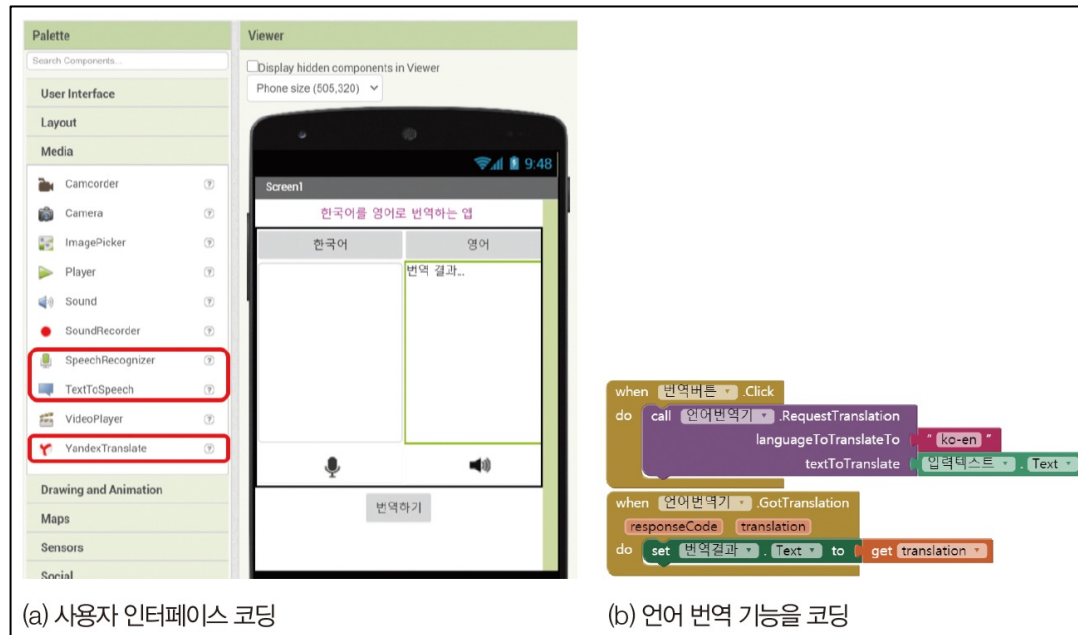 Palette
Search Components...
User Interface
Layout
Media
Camcorder
Camera
ImagePicker
Player
Sound
SoundRecorder
SpeechRecognizer
TextToSpeech
VideoPlayer
YandexTranslate
Drawing and Animation
Maps
Sensors
Social
Viewer
Display hidden components in Viewer
Phone size (505,320)
9:48
Screen1
한국어를 영어로 번역하는 앱
한국어 영어
번역 결과...
번역하기
when 번역버튼 .Click
do call 언어번역기 .RequestTranslation
languageToTranslateTo " ko-en "
textToTranslate 입력텍스트 . Text
when 언어번역기 .GotTranslation
responseCode translation
do set 번역결과 . Text to get translation
(a) 사용자 인터페이스 코딩
(b) 언어 번역 기능을 코딩